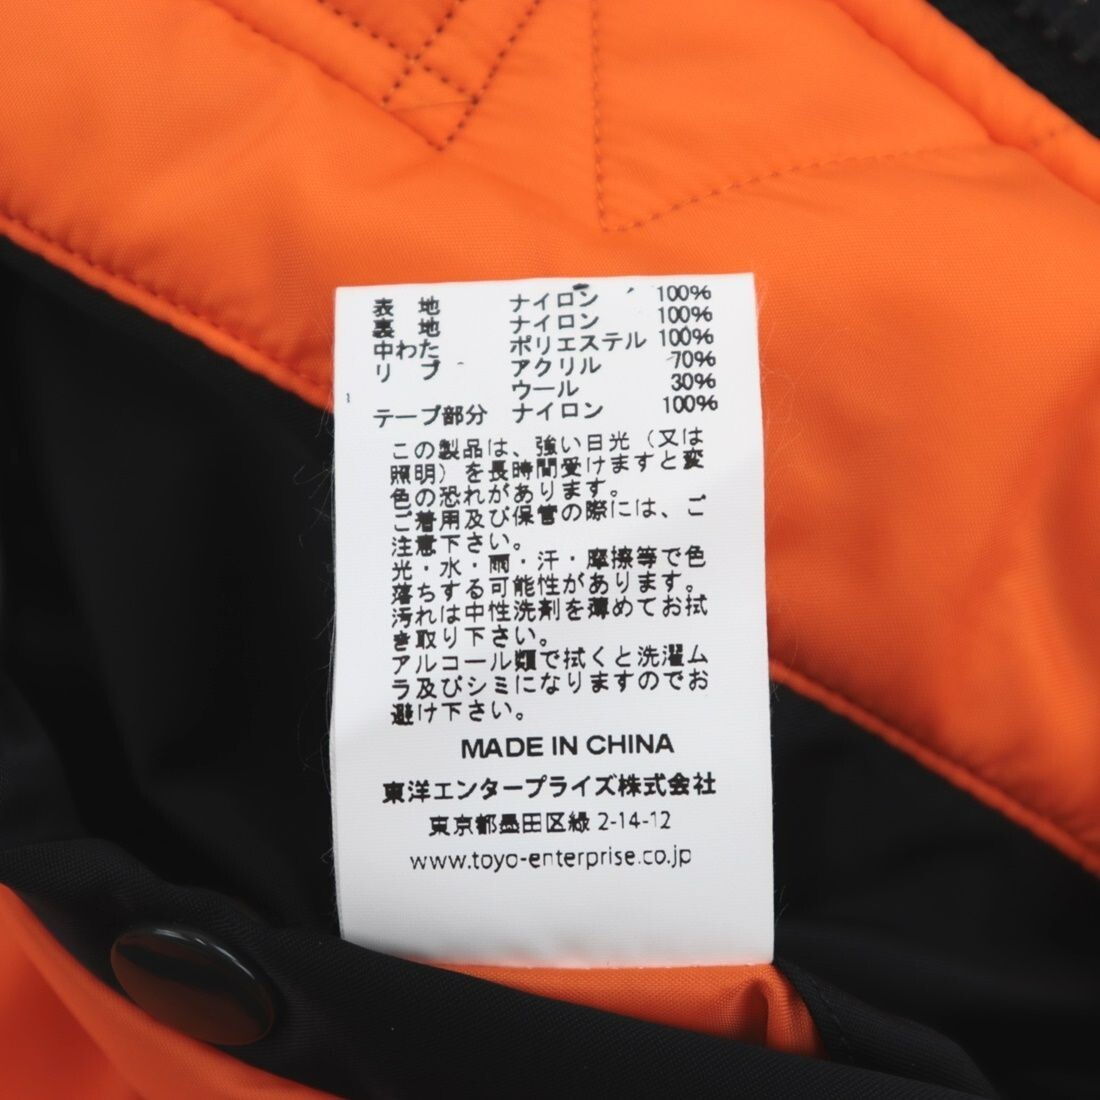 表 地 ナイロン 100%
裏 地 ナイロン 100%
中わた ポリエステル 100%
リ ブ アクリル 70%
ウール 30%
テープ部分 ナイロン 100%
この製品は、強い日光（又は
照明）を長時間受けますと変
色の恐れがあります。
ご着用及び保管の際には、ご
注意下さい。
光・水・雨・汗・摩擦等で色
落ちする可能性があります。
汚れは中性洗剤を薄めてお拭
き取り下さい。
アルコール類で拭くと洗濯ム
ラ及びシミになりますのでお
避け下さい。
MADE IN CHINA
東洋エンタープライズ株式会社
東京都墨田区緑 2-14-12
www.toyo-enterprise.co.jp